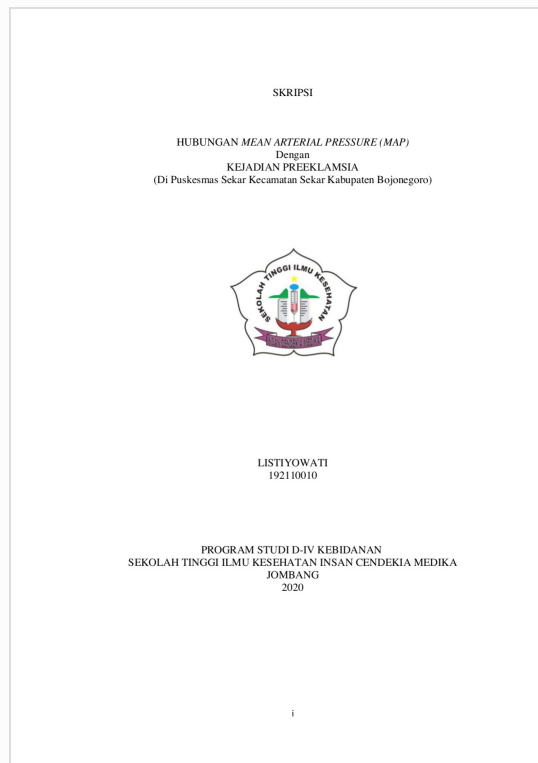 SKRIPSI
HUBUNGAN MEAN ARTERIAL PRESSURE (MAP)
Dengan
KEJADIAN PREEKLAMSIA
(Di Puskesmas Sekar Kecamatan Sekar Kabupaten Bojonegoro)
SEKOLAH TINGGI ILMU KESEHATAN
LISTIYOWATI
192110010
PROGRAM STUDI D-IV KEBIDANAN
SEKOLAH TINGGI ILMU KESEHATAN INSAN CENDEKIA MEDIKA
JOMBANG
2020
i